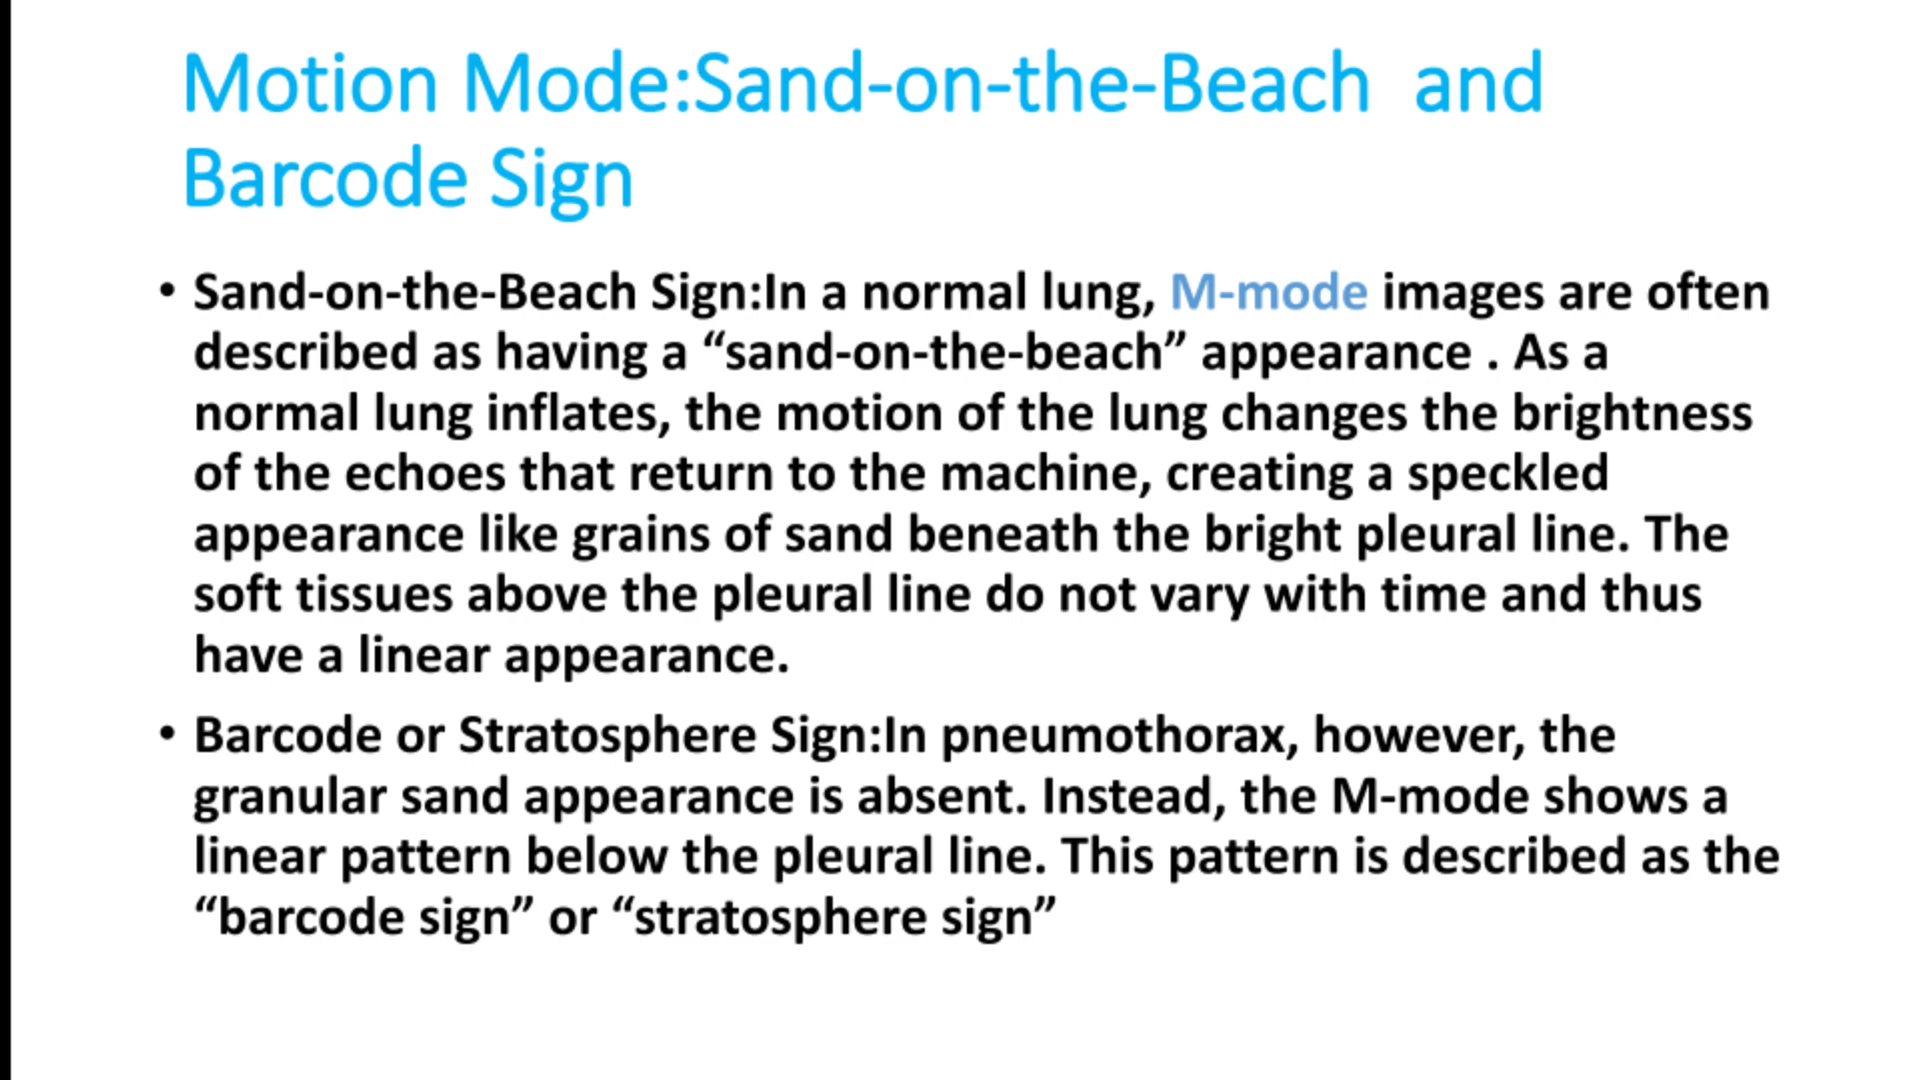 Motion Mode:Sand-on-the-Beach  and
Barcode Sign
• Sand-on-the-Beach Sign:In a normal lung, M-mode images are often
described as having a “sand-on-the-beach” appearance . As a
normal lung inflates, the motion of the lung changes the brightness
of the echoes that return to the machine, creating a speckled
appearance like grains of sand beneath the bright pleural line. The
soft tissues above the pleural line do not vary with time and thus
have a linear appearance.
• Barcode or Stratosphere Sign:In pneumothorax, however, the
granular sand appearance is absent. Instead, the M-mode shows a
linear pattern below the pleural line. This pattern is described as the
“barcode sign” or “stratosphere sign”